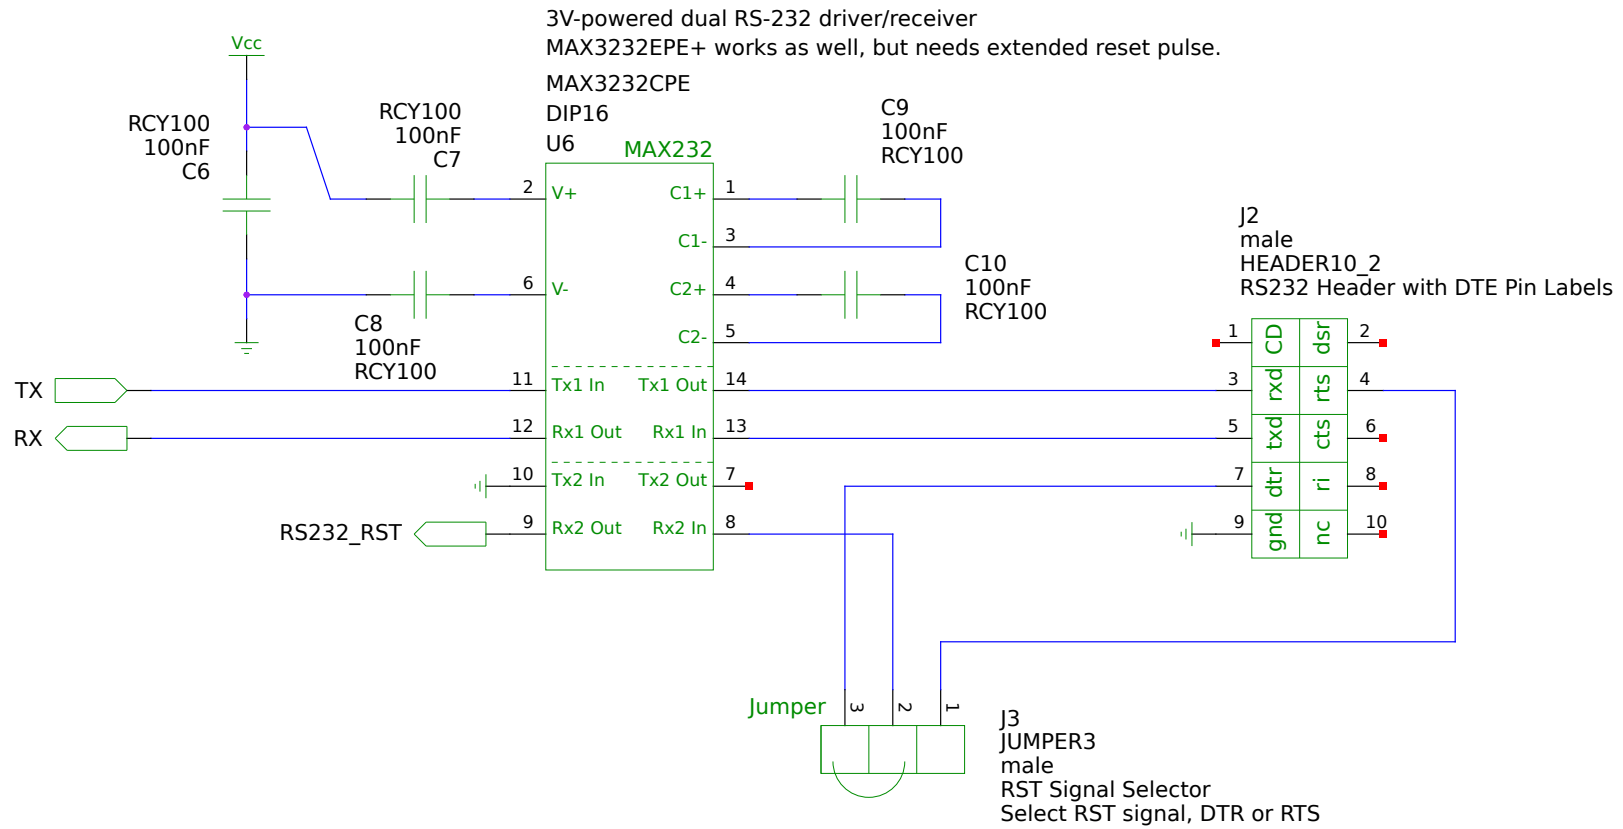 3V-powered dual RS-232 driver/receiver
MAX3232EPE+ works as well, but needs extended reset pulse.
MAX3232CPE
DIP16
U6
MAX232
Vcc
RCY100
100nF
C6
RCY100
100nF
C7
C9
100nF
RCY100
2
V+
C1+
1
C1-
3
6
V-
C2+
4
C2-
5
C10
100nF
RCY100
C8
100nF
RCY100
J2
male
HEADER10_2
RS232 Header with DTE Pin Labels
1
CD
dsr
2
TX
11
Tx1 In
Tx1 Out
14
3
rxd
rts
4
RX
12
Rx1 Out
Rx1 In
13
5
txd
cts
6
10
Tx2 In
Tx2 Out
7
7
dtr
ri
8
RS232_RST
9
Rx2 Out
Rx2 In
8
9
gnd
nc
10
Jumper
3
2
1
J3
JUMPER3
male
RST Signal Selector
Select RST signal, DTR or RTS